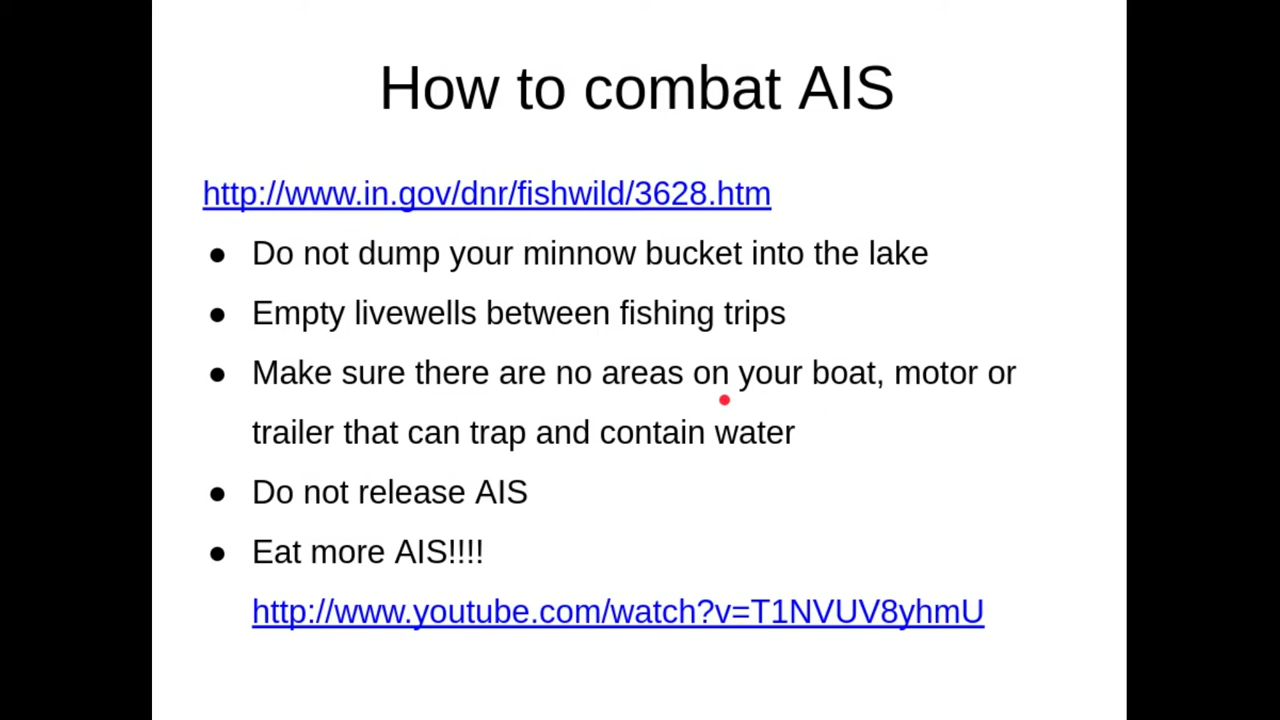 How to combat AIS
http://www.in.gov/dnr/fishwild/3628.htm
● Do not dump your minnow bucket into the lake
● Empty livewells between fishing trips
● Make sure there are no areas on your boat, motor or
trailer that can trap and contain water
● Do not release AIS
● Eat more AIS!!!!
http://www.youtube.com/watch?v=T1NVUV8yhmU